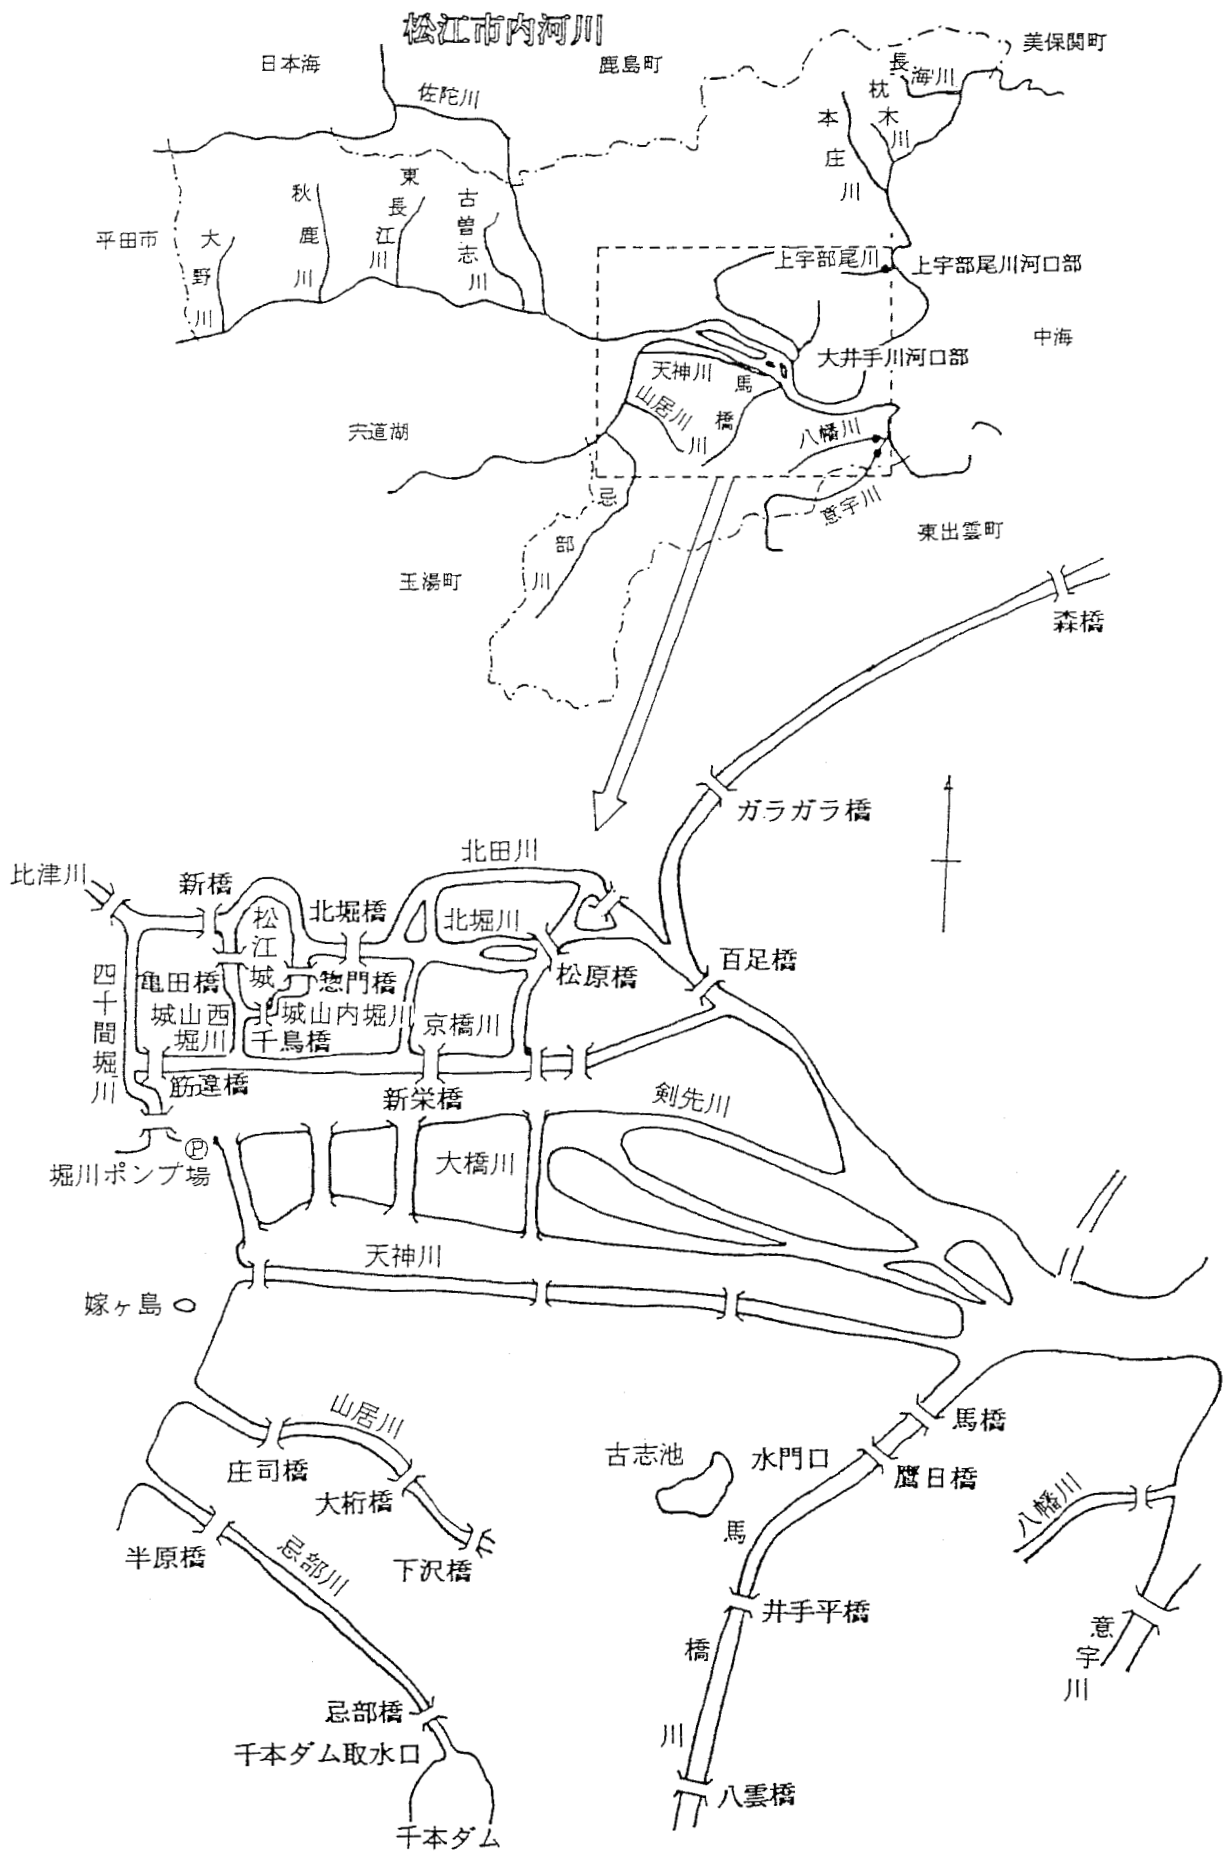 松江市内河川
日本海
鹿島町
美保関町
佐陀川
長海川
枕木川
本庄川
東長江川
秋鹿川
古曽志川
大野川
平田市
上宇部尾川
上宇部尾川河口部
中海
大井手川河口部
天神川
馬橋川
山居川
八幡川
宍道湖
忌部川
意宇川
東出雲町
玉湯町
森橋
ガラガラ橋
北田川
比津川
新橋
松江城
北堀橋
北堀川
百足橋
四十間堀川
亀田橋
惣門橋
松原橋
城山西堀川
城山内堀川
千鳥橋
京橋川
筋違橋
新栄橋
剣先川
大橋川
P
堀川ポンプ場
天神川
嫁ヶ島
山居川
馬橋
庄司橋
古志池
水門口
鷹日橋
大桁橋
八幡川
半原橋
忌部川
下沢橋
馬橋川
井手平橋
意宇川
忌部橋
千本ダム取水口
八雲橋
千本ダム